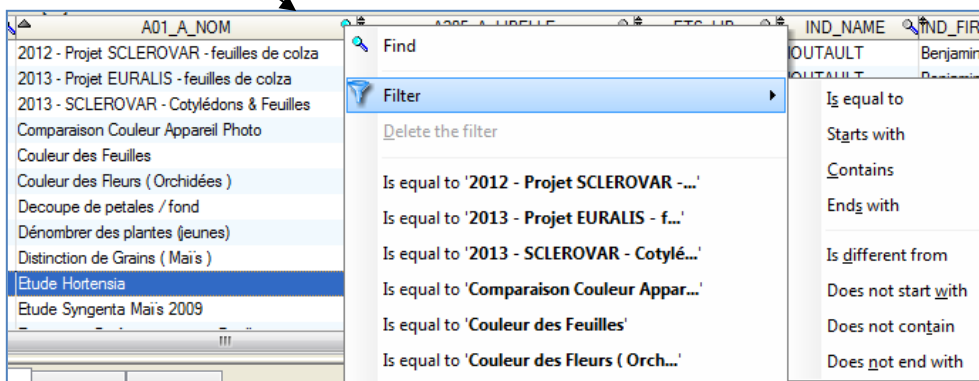 A01_A_NOM
IND_NAME
2012 - Projet SCLEROVAR - feuilles de colza
2013 - Projet EURALIS - feuilles de colza
2013 - SCLEROVAR - Cotylédons & Feuilles
Comparaison Couleur Appareil Photo
Couleur des Feuilles
Couleur des Fleurs ( Orchidées )
Decoupe de petales / fond
Dénombrer des plantes (jeunes)
Distinction de Grains ( Maïs )
Etude Hortensia
Etude Syngenta Maïs 2009
Find
Filter
Delete the filter
Is equal to '2012 - Projet SCLEROVAR -...'
Is equal to '2013 - Projet EURALIS - f...'
Is equal to '2013 - SCLEROVAR - Cotylé...'
Is equal to 'Comparaison Couleur Appar...'
Is equal to 'Couleur des Feuilles'
Is equal to 'Couleur des Fleurs ( Orch...'
OUTAULT Benjamin
Is equal to
Starts with
Contains
Ends with
Is different from
Does not start with
Does not contain
Does not end with